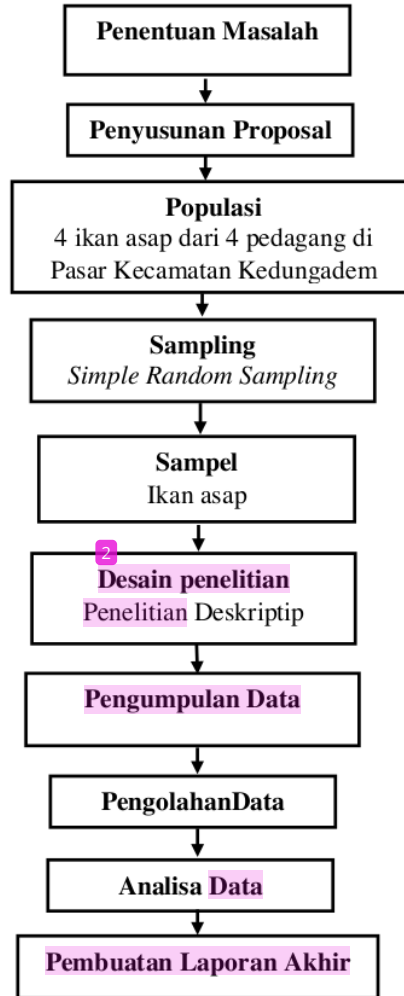 Penentuan Masalah
Penyusunan Proposal
Populasi
4 ikan asap dari 4 pedagang di
Pasar Kecamatan Kedungadem
Sampling
Simple Random Sampling
Sampel
Ikan asap
2
Desain penelitian
Penelitian Deskriptip
Pengumpulan Data
PengolahanData
Analisa Data
Pembuatan Laporan Akhir